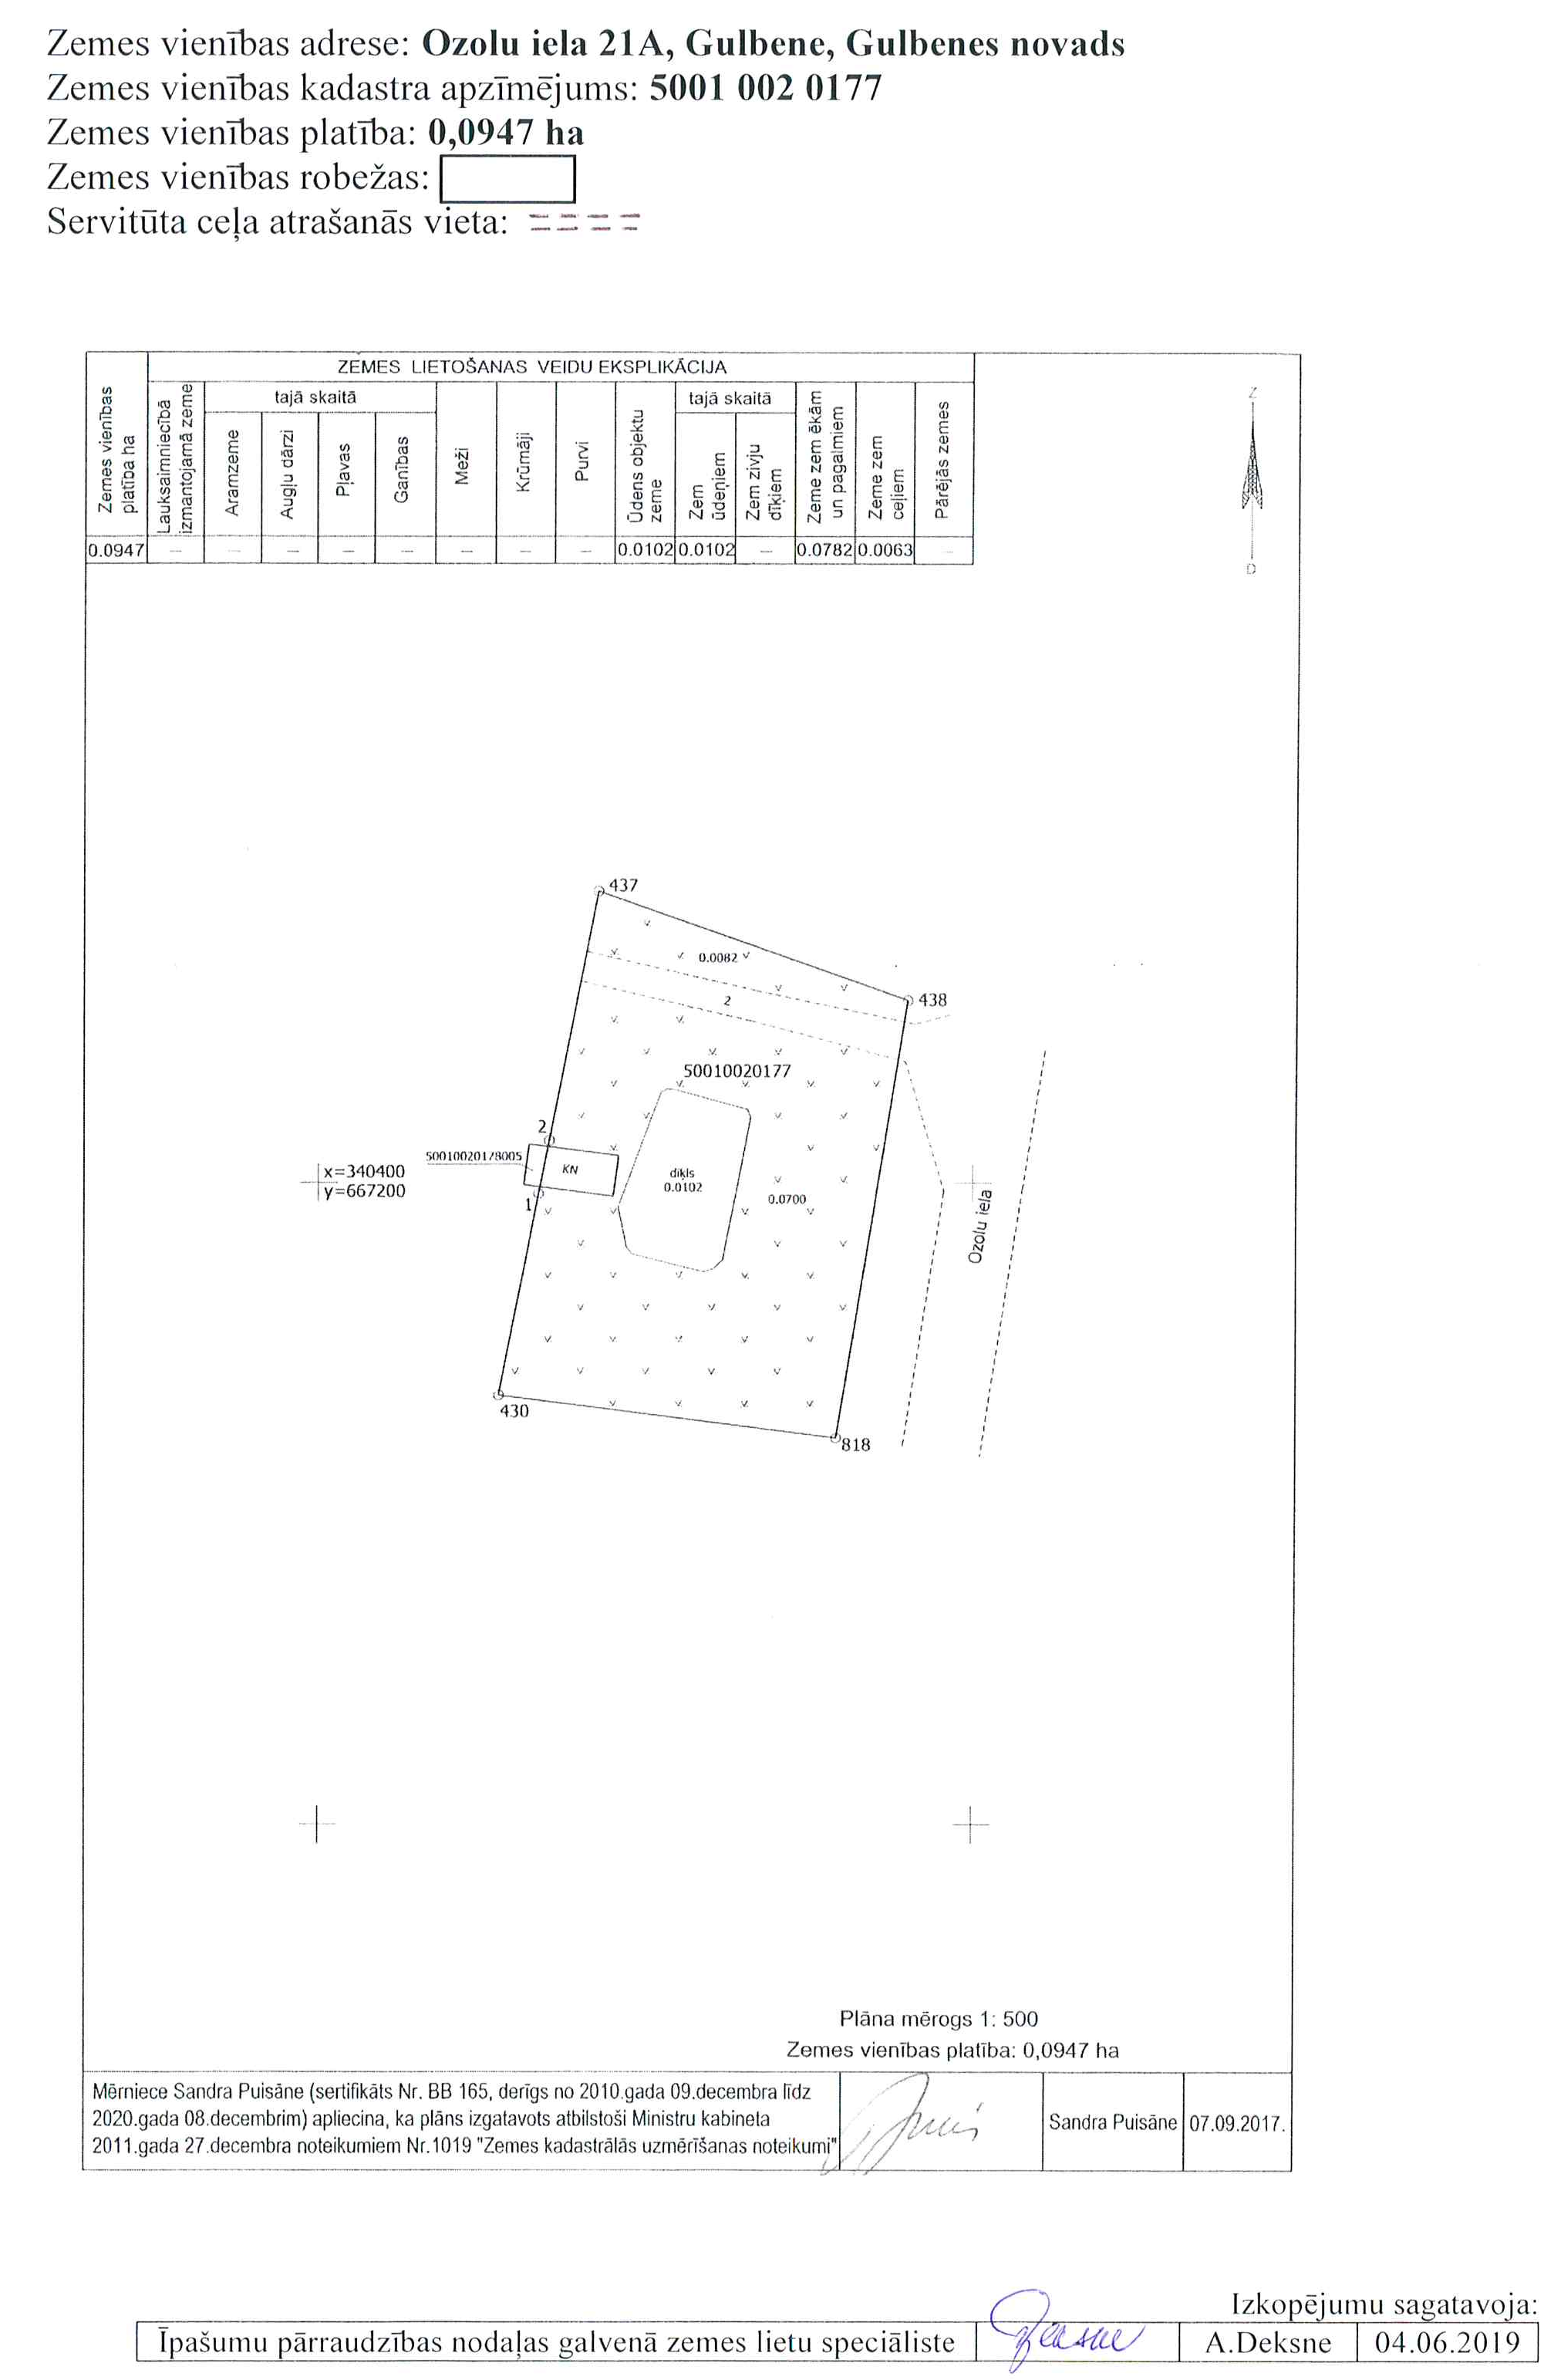 Zemes vienības adrese: Ozolu iela 21A, Gulbene, Gulbenes novads
Zemes vienības kadastra apzīmējums: 5001 002 0177
Zemes vienības platība: 0,0947 ha
Zemes vienības robežas:
Servitūta ceļa atrašanās vieta:
ZEMES LIETOŠANAS VEIDU EKSPLIKĀCIJA
Zemes vienības
platība ha
Lauksaimniecībā
izmantojamā zeme
tajā skaitā
Aramzeme
Augļu dārzi
Pļavas
Ganības
Meži
Krūmāji
Purvi
Ūdens objektu
zeme
tajā skaitā
Zem
ūdeņiem
Zem zivju
dīķiem
Zeme zem ēkām
un pagalmiem
Zeme zem
ceļiem
Pārējās zemes
0.0947 — — — — — — — — 0.0102 0.0102 — 0.0782 0.0063 —
Z
D
437
0.0082
438
2
50010020177
2
KN
x=340400
y=667200
1
dīķis
0.0102
0.0700
Ozolu iela
430
818
Plāna mērogs 1: 500
Zemes vienības platība: 0,0947 ha
Mērniece Sandra Puisāne (sertifikāts Nr. BB 165, derīgs no 2010.gada 09.decembra līdz
2020.gada 08.decembrim) apliecina, ka plāns izgatavots atbilstoši Ministru kabineta
2011.gada 27.decembra noteikumiem Nr.1019 "Zemes kadastrālās uzmērīšanas noteikumi"
Sandra Puisāne 07.09.2017.
Izkopējumu sagatavoja:
Īpašumu pārraudzības nodaļas galvenā zemes lietu speciāliste A.Deksne 04.06.2019